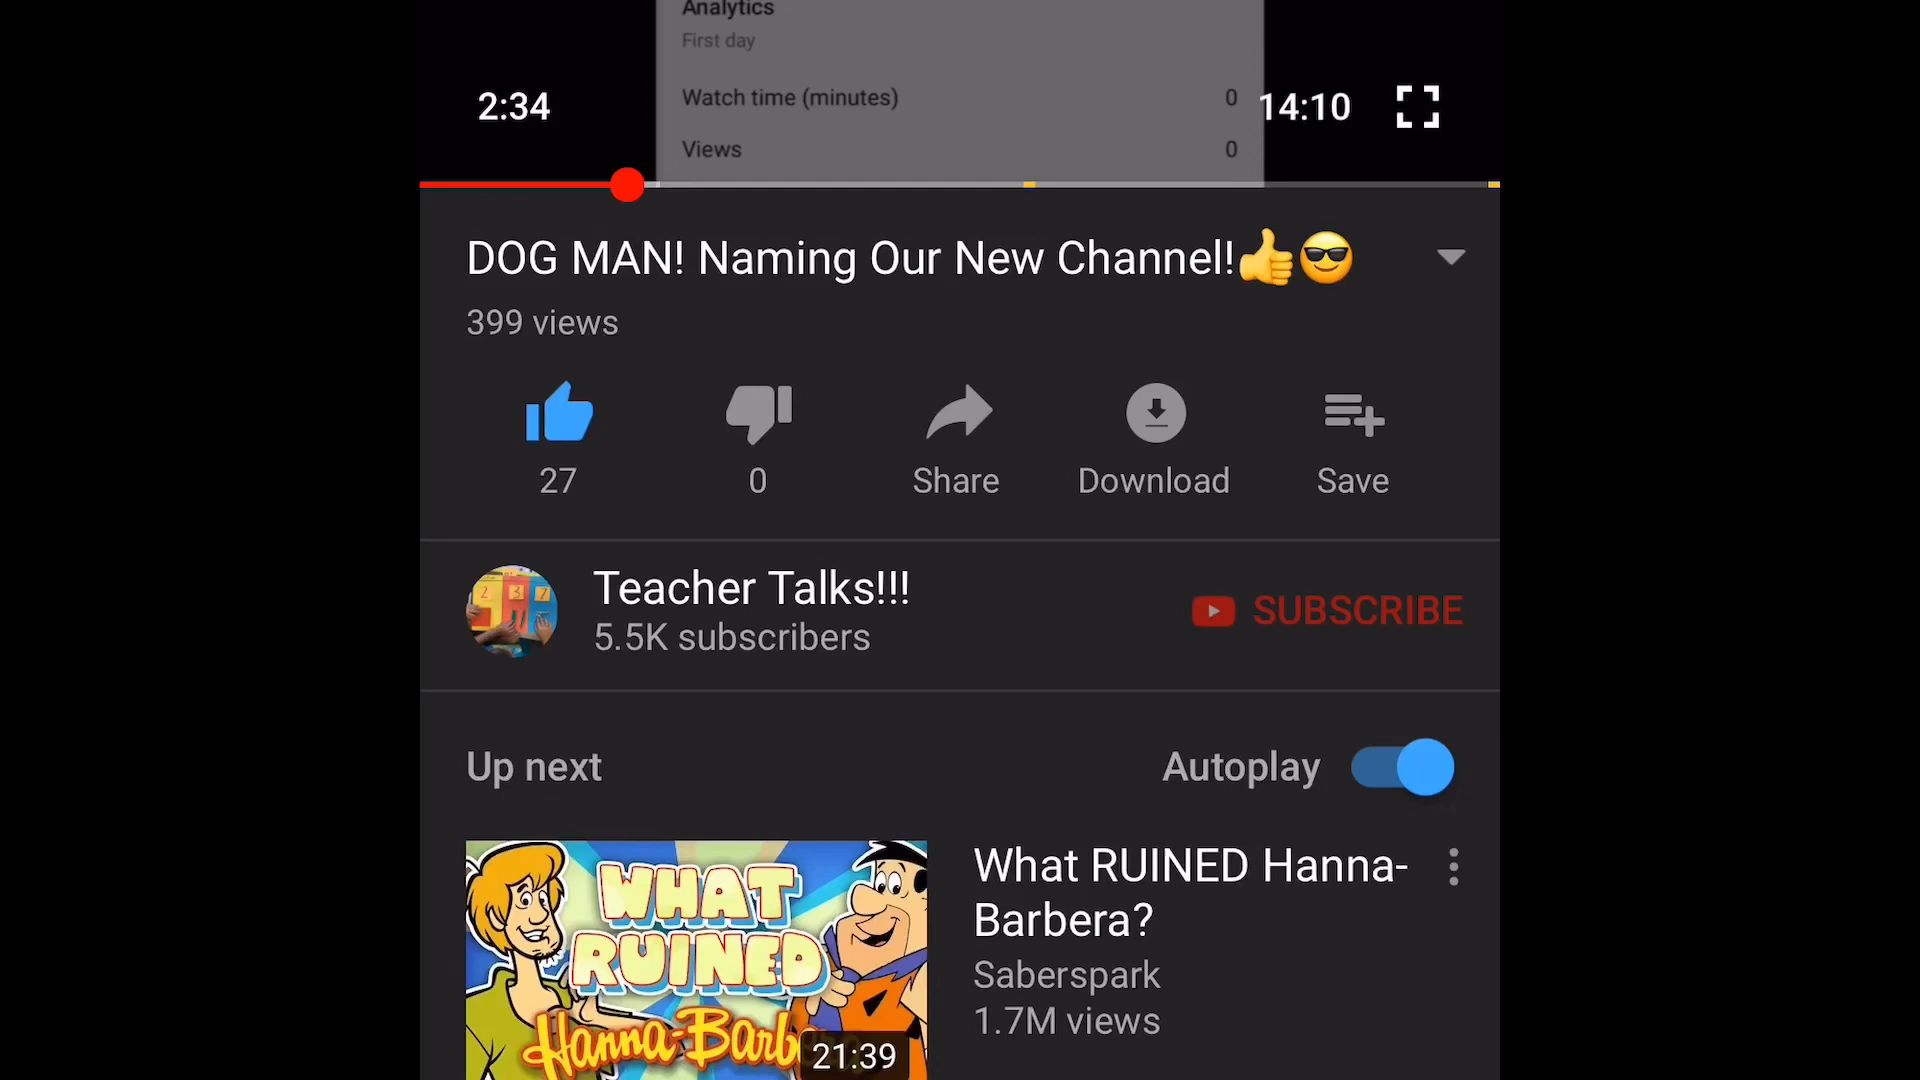 Analytics
First day
2:34
Watch time (minutes) 0
14:10
Views 0
DOG MAN! Naming Our New Channel!👍😎
399 views
27 0 Share Download Save
Teacher Talks!!!
5.5K subscribers
SUBSCRIBE
Up next
Autoplay
WHAT
RUINED
Hanna-Barb
21:39
What RUINED Hanna-
Barbera?
Saberspark
1.7M views